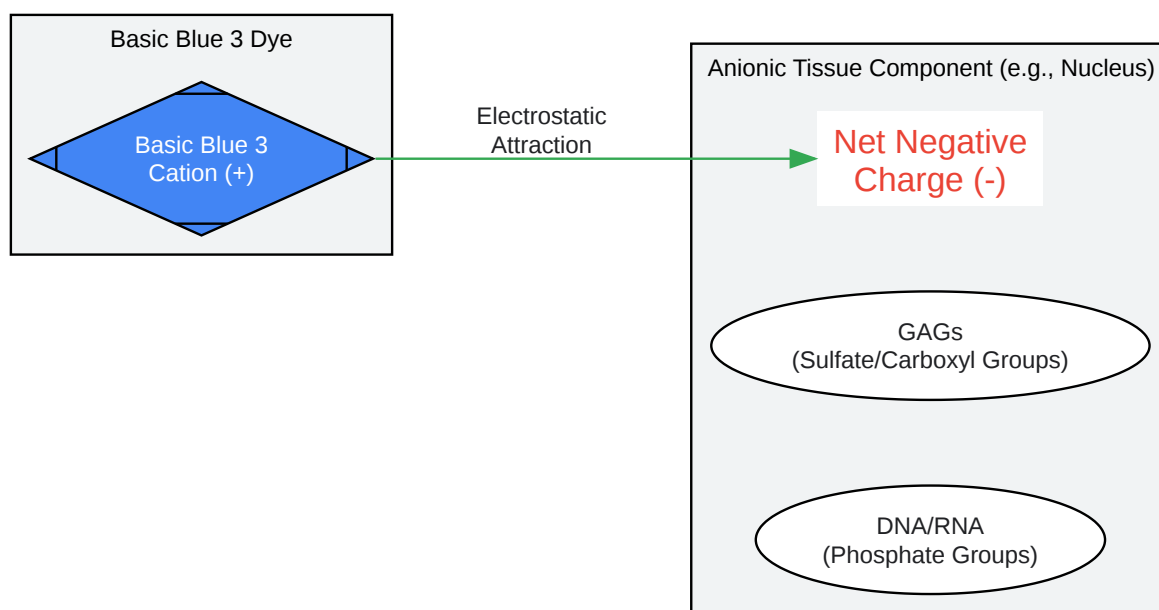 Basic Blue 3 Dye
Basic Blue 3
Cation (+)
Electrostatic
Attraction
Anionic Tissue Component (e.g., Nucleus)
Net Negative
Charge (-)
GAGs
(Sulfate/Carboxyl Groups)
DNA/RNA
(Phosphate Groups)